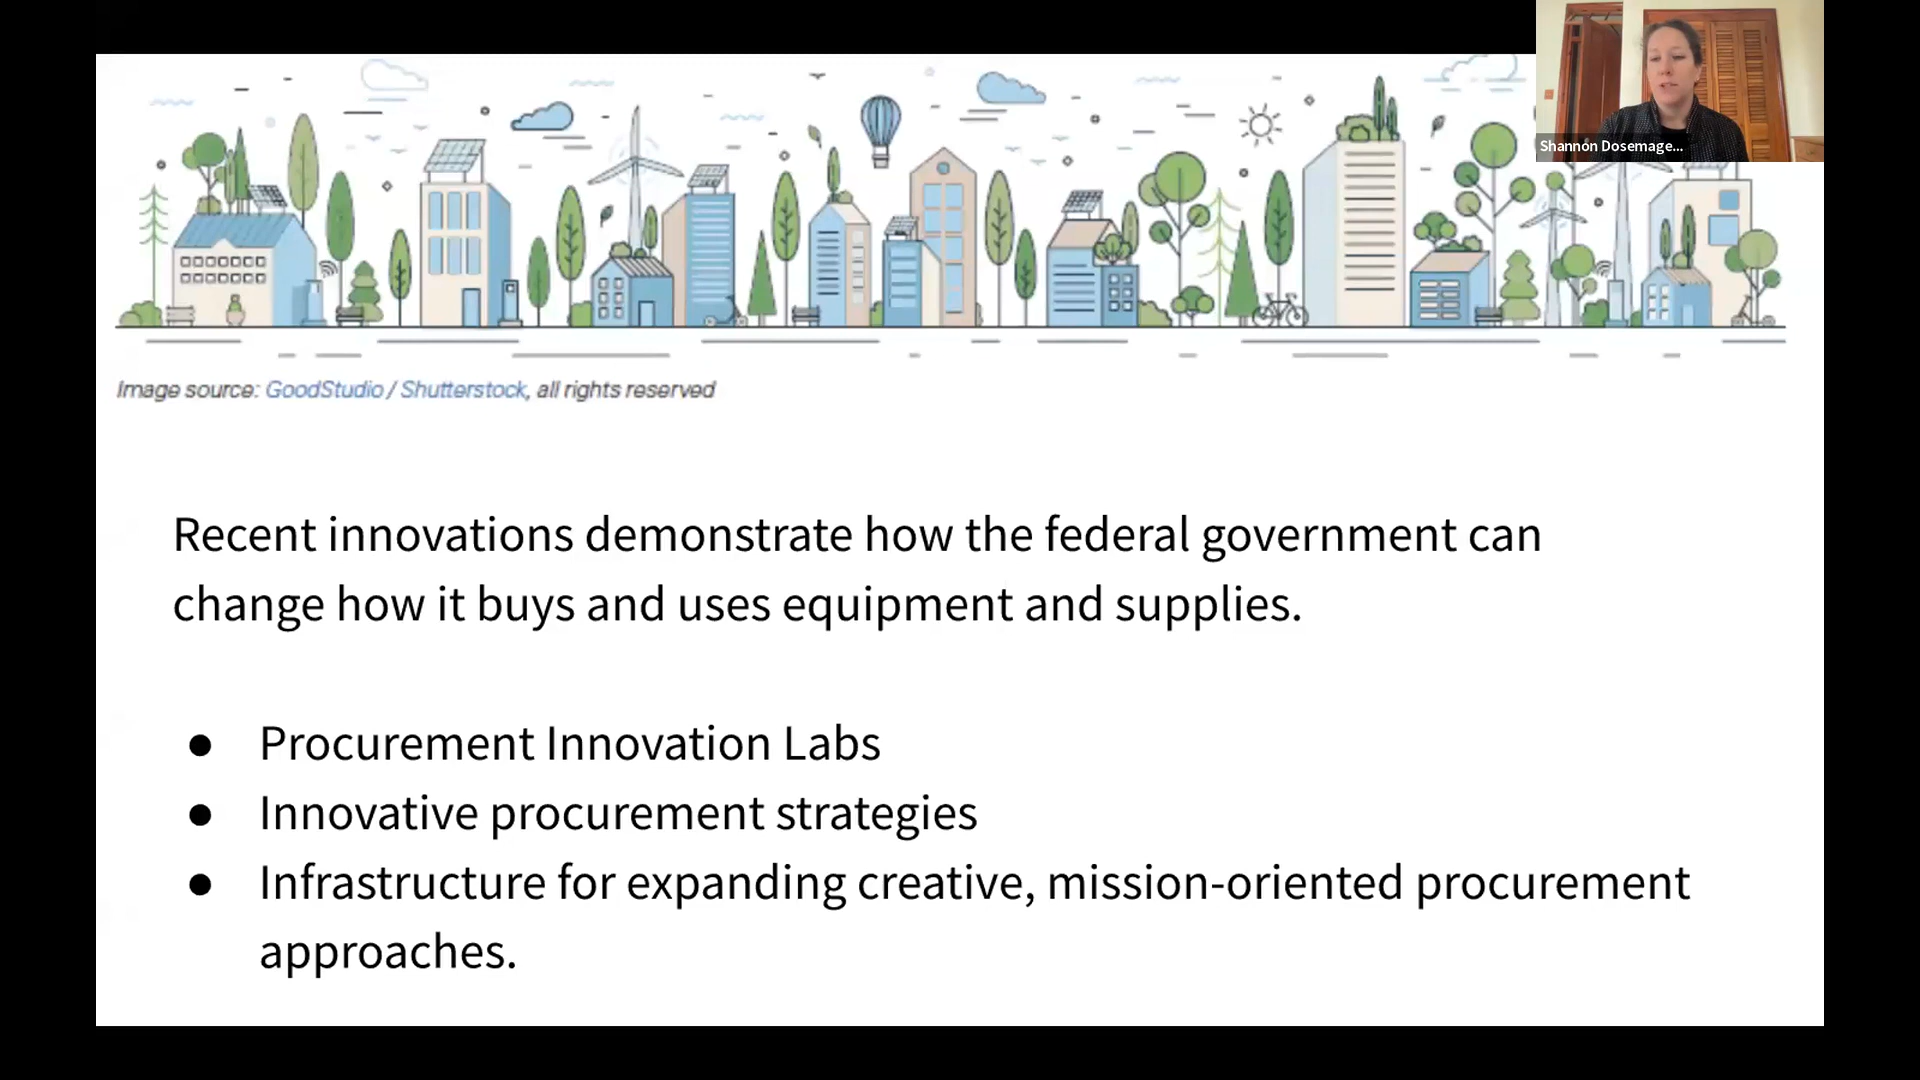 Shannon Dosemage...
Image source: GoodStudio / Shutterstock, all rights reserved
Recent innovations demonstrate how the federal government can
change how it buys and uses equipment and supplies.
● Procurement Innovation Labs
● Innovative procurement strategies
● Infrastructure for expanding creative, mission-oriented procurement
approaches.